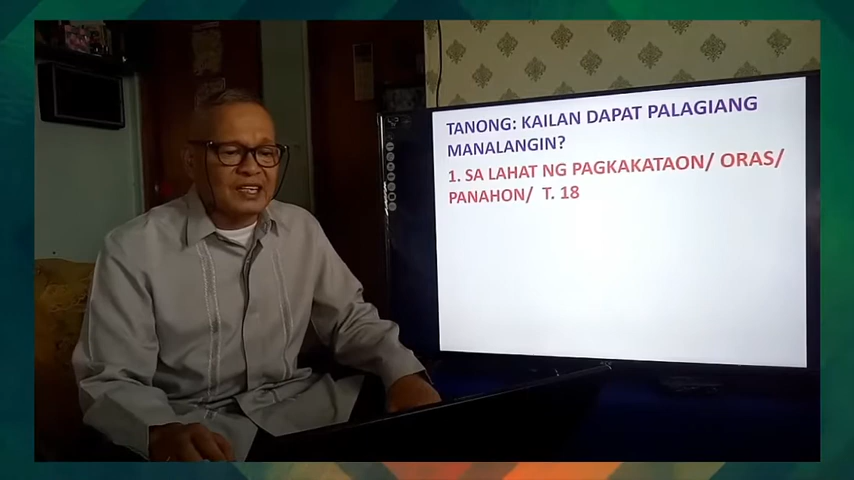 TANONG: KAILAN DAPAT PALAGIANG
MANALANGIN?
1. SA LAHAT NG PAGKAKATAON/ ORAS/
PANAHON/ T. 18